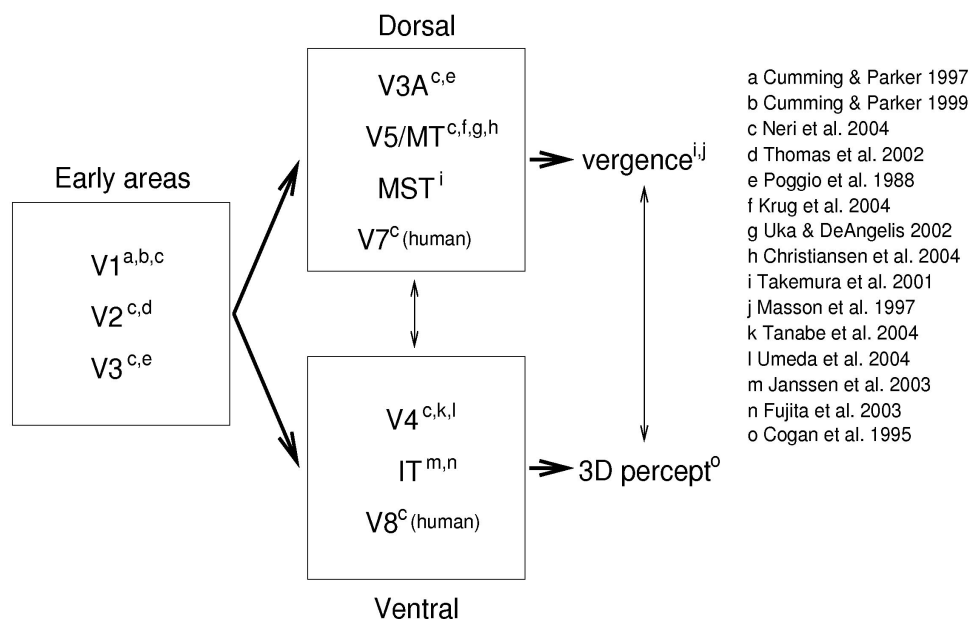 Dorsal
V3A c,e
V5/MT c,f,g,h
MST i
V7 c (human)
vergence i,j
Early areas
V1 a,b,c
V2 c,d
V3 c,e
V4 c,k,l
IT m,n
V8 c (human)
Ventral
3D percept o
a Cumming & Parker 1997
b Cumming & Parker 1999
c Neri et al. 2004
d Thomas et al. 2002
e Poggio et al. 1988
f Krug et al. 2004
g Uka & DeAngelis 2002
h Christiansen et al. 2004
i Takemura et al. 2001
j Masson et al. 1997
k Tanabe et al. 2004
l Umeda et al. 2004
m Janssen et al. 2003
n Fujita et al. 2003
o Cogan et al. 1995